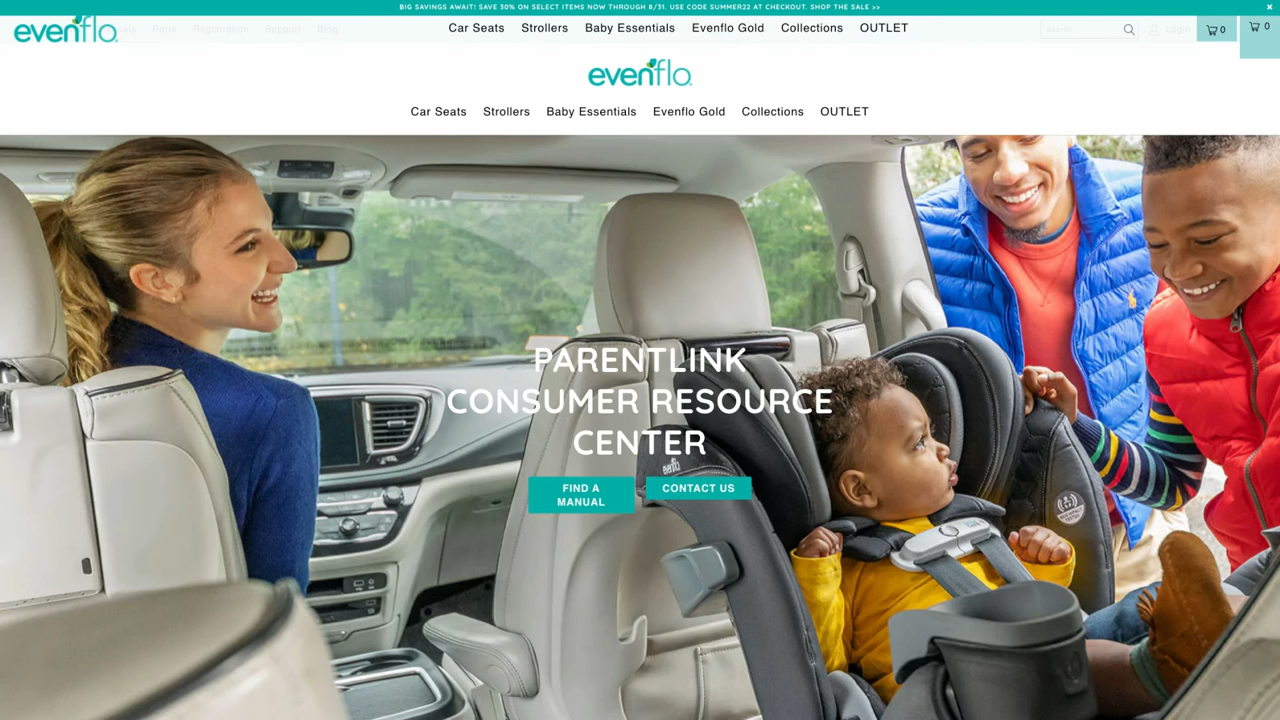 BIG SAVINGS AWAIT! SAVE 30% ON SELECT ITEMS NOW THROUGH 8/31. USE CODE SUMMER22 AT CHECKOUT. SHOP THE SALE >>
evenflo
Parts Registration Support Blog
Car Seats Strollers Baby Essentials Evenflo Gold Collections OUTLET
Login
0
0
evenflo
Car Seats Strollers Baby Essentials Evenflo Gold Collections OUTLET
PARENTLINK
CONSUMER RESOURCE
CENTER
FIND A
MANUAL
CONTACT US
evenflo